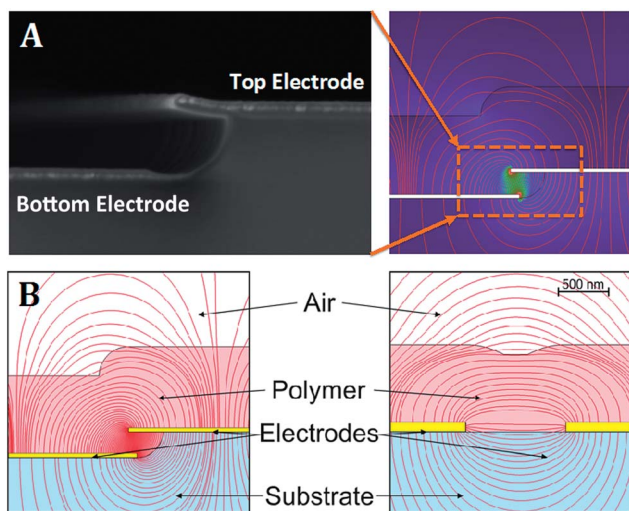 A
Top Electrode
Bottom Electrode
B
Air
500 nm
Polymer
Electrodes
Substrate